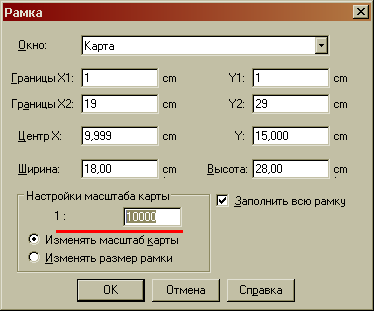 Рамка
Окно: Карта
Границы X1: 1 cm Y1: 1 cm
Границы X2: 19 cm Y2: 29 cm
Центр X: 9,999 cm Y: 15,000 cm
Ширина: 18,00 cm Высота: 28,00 cm
Настройки масштаба карты
Заполнить всю рамку
1 : 10000
Изменять масштаб карты
Изменять размер рамки
OK Отмена Справка